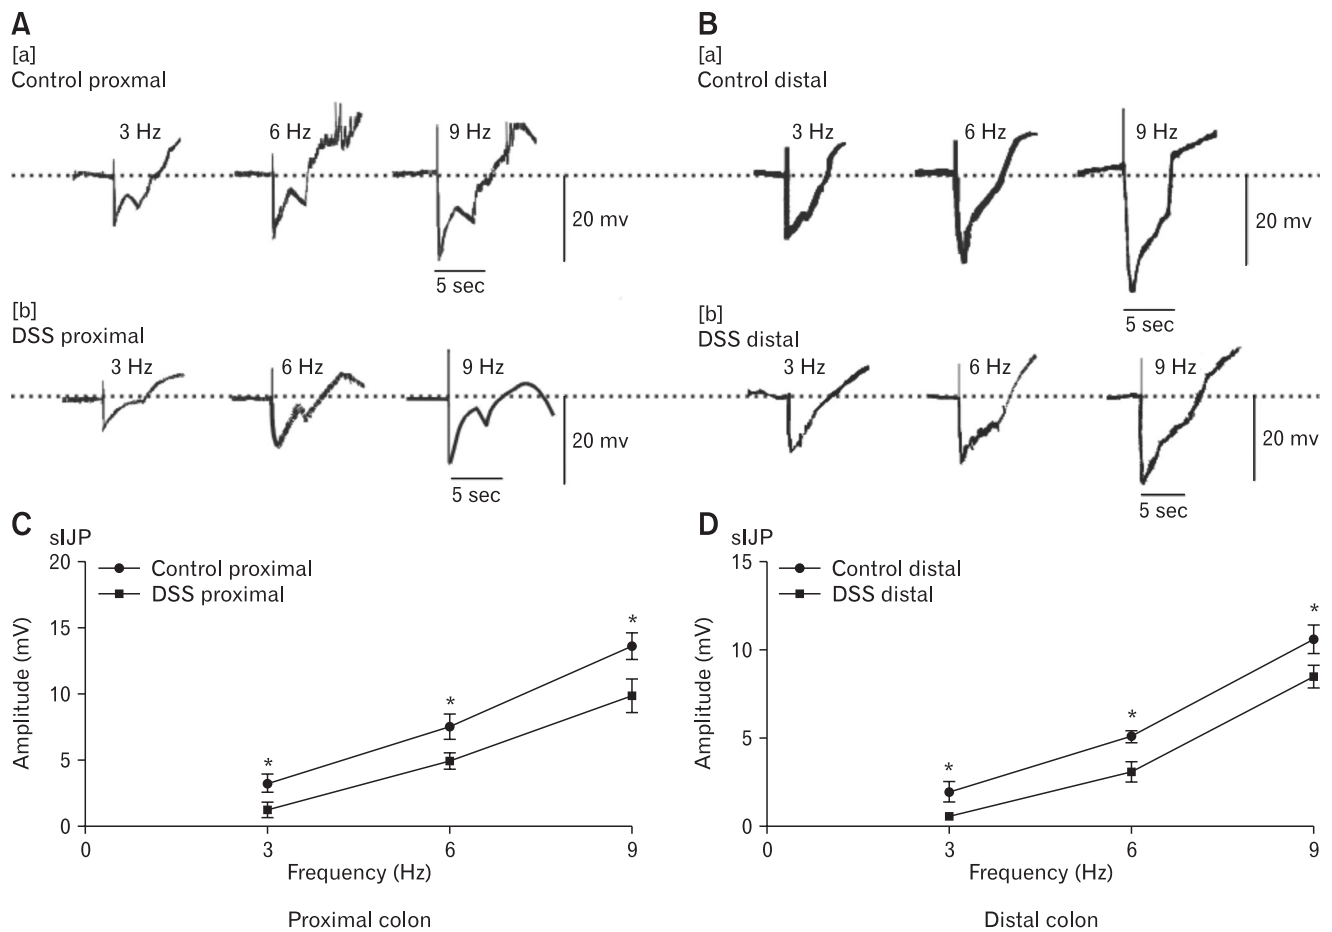 A
[a]
Control proxmal
3 Hz
6 Hz
9 Hz
20 mv
5 sec
[b]
DSS proximal
3 Hz
6 Hz
9 Hz
20 mv
5 sec
B
[a]
Control distal
3 Hz
6 Hz
9 Hz
20 mv
5 sec
[b]
DSS distal
3 Hz
6 Hz
9 Hz
20 mv
5 sec
C
sIJP
20
15
10
5
0
Amplitude (mV)
Control proximal
DSS proximal
*
*
*
0
3
6
9
Frequency (Hz)
Proximal colon
D
sIJP
15
10
5
0
Amplitude (mV)
Control distal
DSS distal
*
*
*
0
3
6
9
Frequency (Hz)
Distal colon